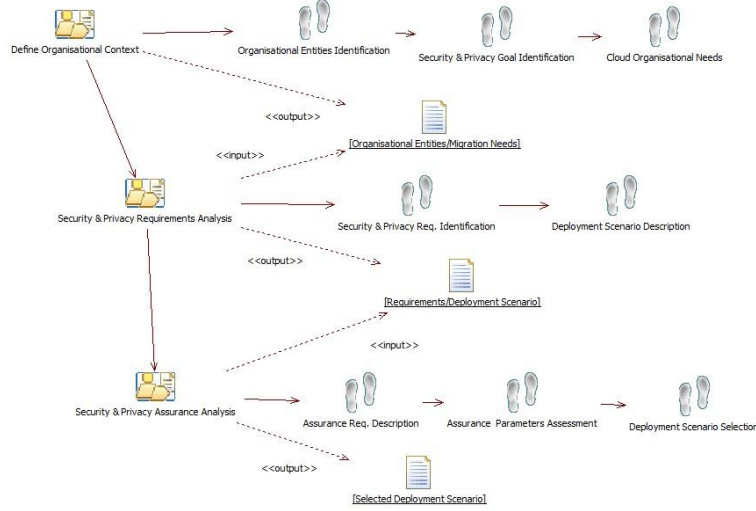 Define Organisational Context
Organisational Entities Identification
Security & Privacy Goal Identification
Cloud Organisational Needs
<<output>>
[Organisational Entities/Migration Needs]
<<input>>
Security & Privacy Requirements Analysis
Security & Privacy Req. Identification
Deployment Scenario Description
<<output>>
[Requirements/Deployment Scenario]
<<input>>
Security & Privacy Assurance Analysis
Assurance Req. Description
Assurance Parameters Assessment
Deployment Scenario Selection
<<output>>
[Selected Deployment Scenario]